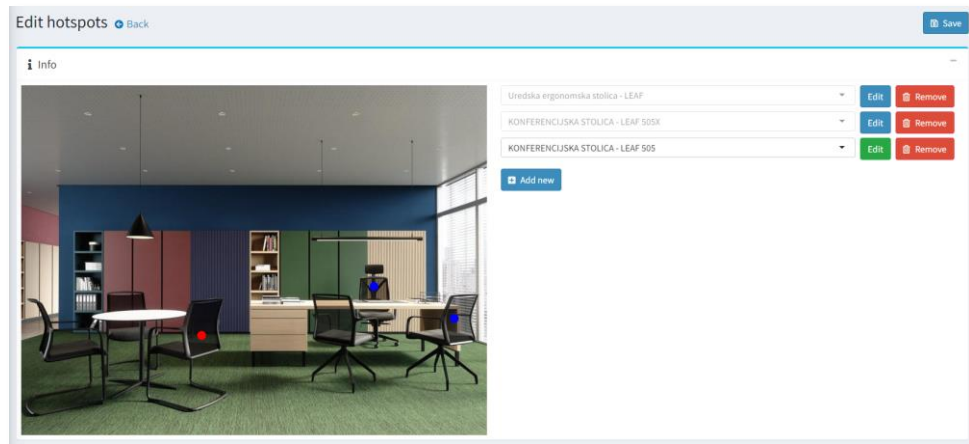 Edit hotspots Back
Save
Info
Uredska ergonomska stolica - LEAF
Edit
Remove
KONFERENCIJSKA STOLICA - LEAF 505X
Edit
Remove
KONFERENCIJSKA STOLICA - LEAF 505
Edit
Remove
Add new